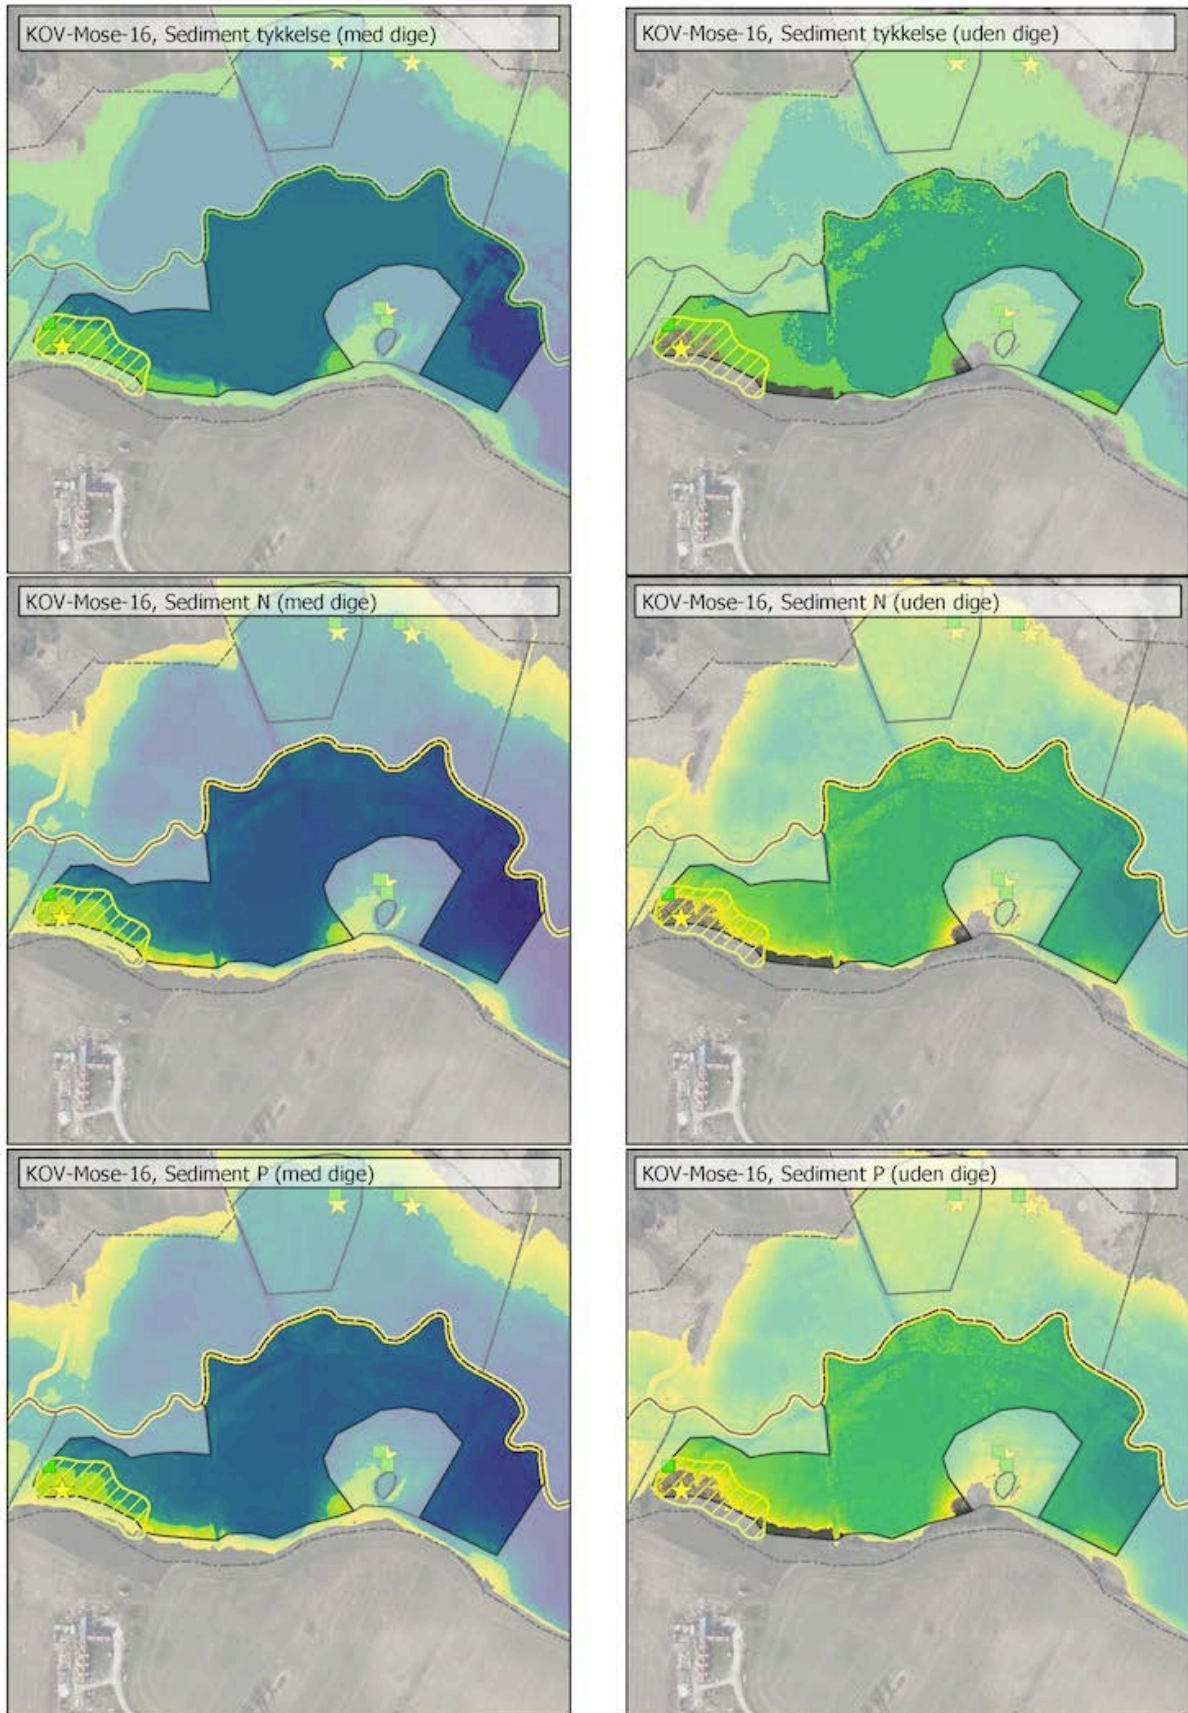 KOV-Mose-16, Sediment tykkelse (med dige)
KOV-Mose-16, Sediment tykkelse (uden dige)
KOV-Mose-16, Sediment N (med dige)
KOV-Mose-16, Sediment N (uden dige)
KOV-Mose-16, Sediment P (med dige)
KOV-Mose-16, Sediment P (uden dige)